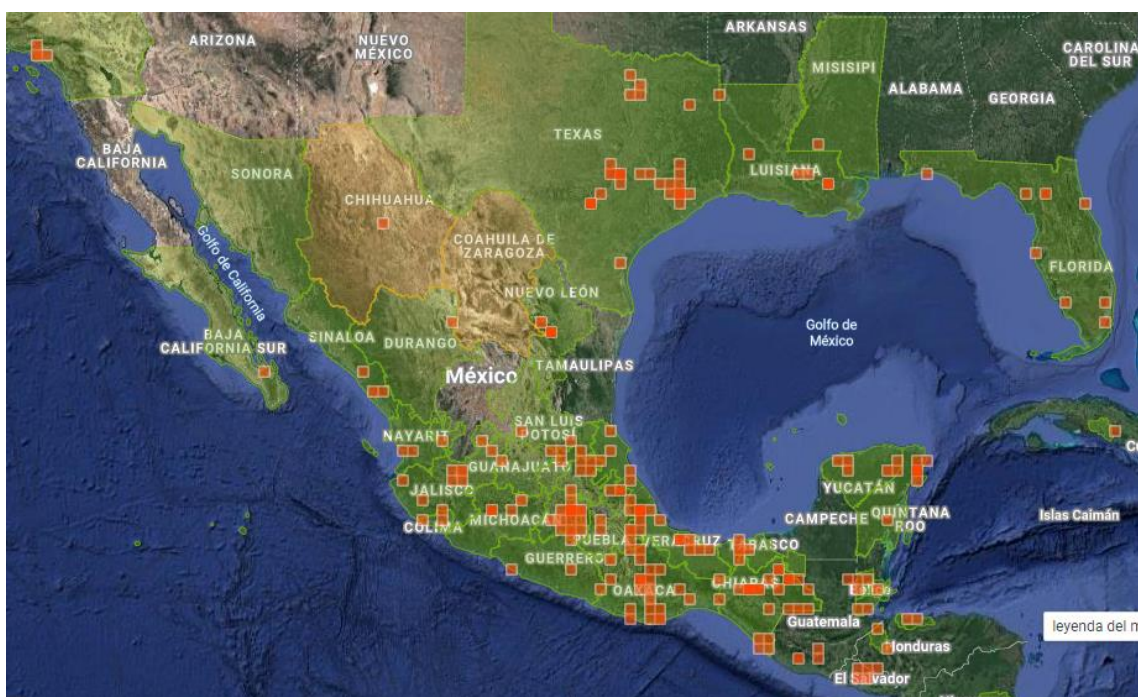 ARKANSAS
ARIZONA
NUEVO
MÉXICO
CAROLINA
DEL SUR
MISISIPI
ALABAMA
GEORGIA
TEXAS
BAJA
CALIFORNIA
SONORA
LUISIANA
CHIHUAHUA
COAHUILA DE
ZARAGOZA
Golfo de California
FLORIDA
NUEVO LEÓN
Golfo de
México
BAJA
CALIFORNIA SUR
SINALOA
DURANGO
TAMAULIPAS
México
SAN LUIS
POTOSÍ
NAYARIT
GUANAJUATO
JALISCO
YUCATÁN
COLIMA
MICHOACÁN
CAMPECHE
QUINTANA
ROO
Islas Caimán
PUEBLA
VERACRUZ
TABASCO
GUERRERO
OAXACA
CHIAPAS
Belice
Guatemala
leyenda del m
Honduras
El Salvador